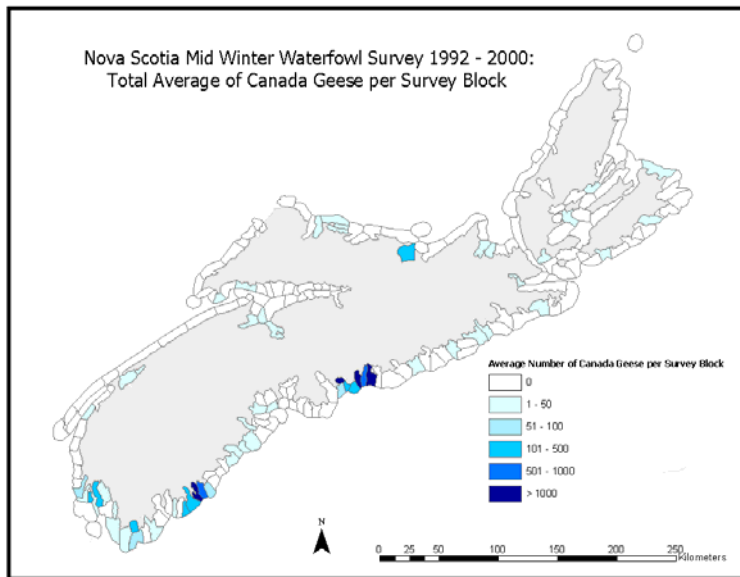 Nova Scotia Mid Winter Waterfowl Survey 1992 - 2000:
Total Average of Canada Geese per Survey Block
Average Number of Canada Geese per Survey Block
0
1 - 50
51 - 100
101 - 500
501 - 1000
> 1000
N
0 25 50 100 150 200 250
Kilometers